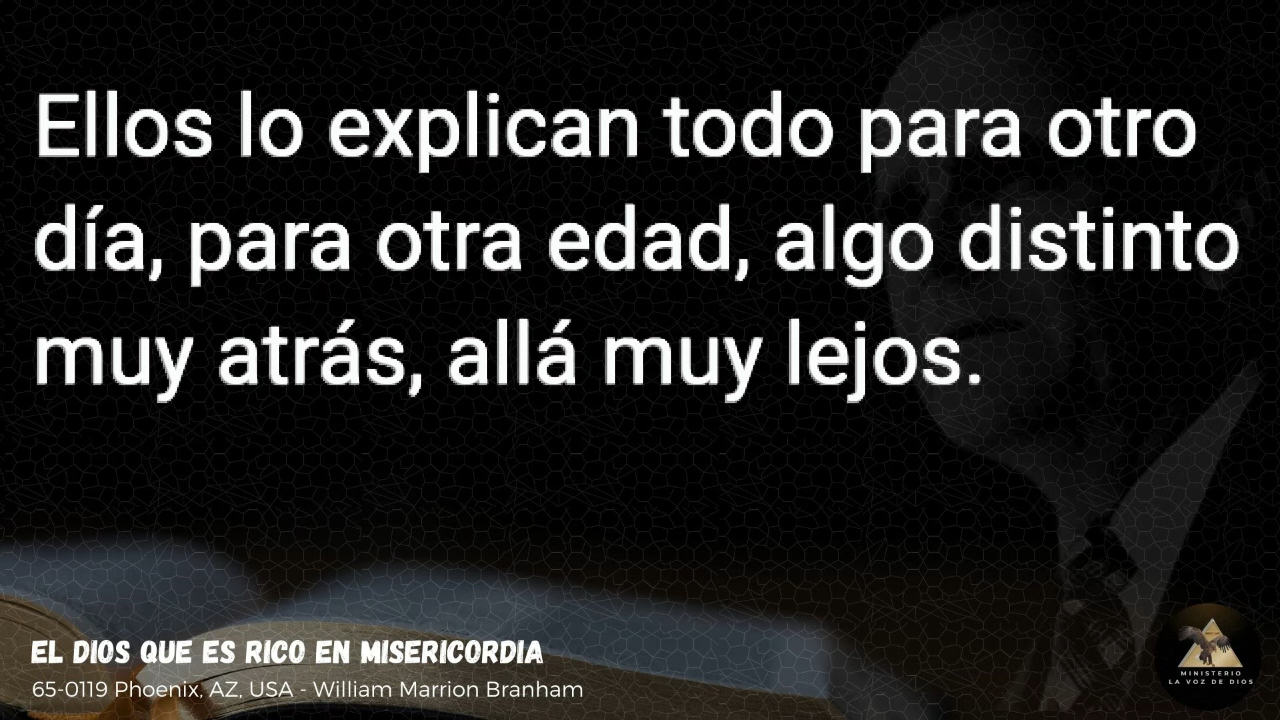 Ellos lo explican todo para otro
día, para otra edad, algo distinto
muy atrás, allá muy lejos.
EL DIOS QUE ES RICO EN MISERICORDIA
65-0119 Phoenix, AZ, USA - William Marrion Branham
MINISTERIO
LA VOZ DE DIOS